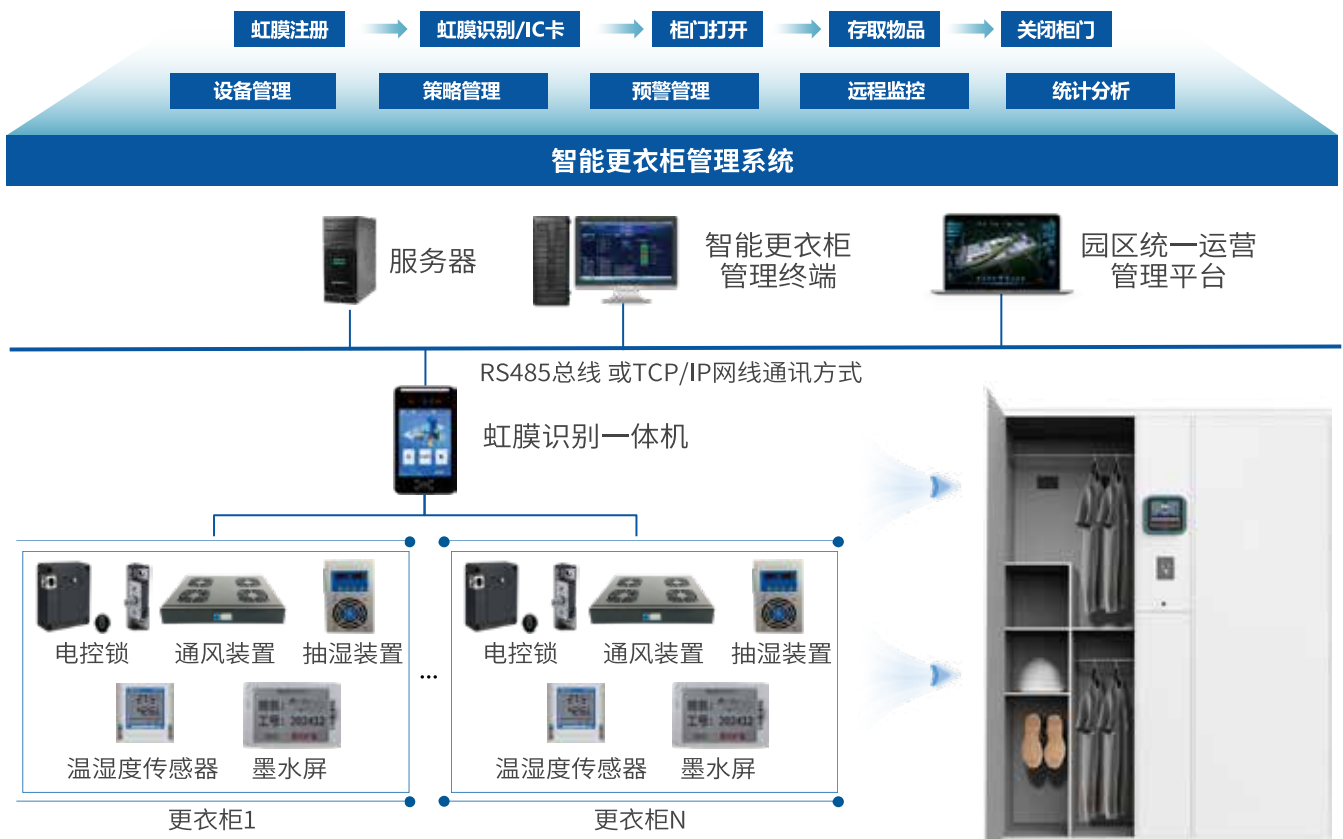 虹膜注册
虹膜识别/IC卡
柜门打开
存取物品
关闭柜门
设备管理
策略管理
预警管理
远程监控
统计分析
智能更衣柜管理系统
服务器
智能更衣柜
管理终端
园区统一运营
管理平台
RS485总线 或TCP/IP网线通讯方式
虹膜识别一体机
电控锁
通风装置
抽湿装置
温湿度传感器
工号: 202412
墨水屏
更衣柜1
...
电控锁
通风装置
抽湿装置
温湿度传感器
工号: 202412
墨水屏
更衣柜N